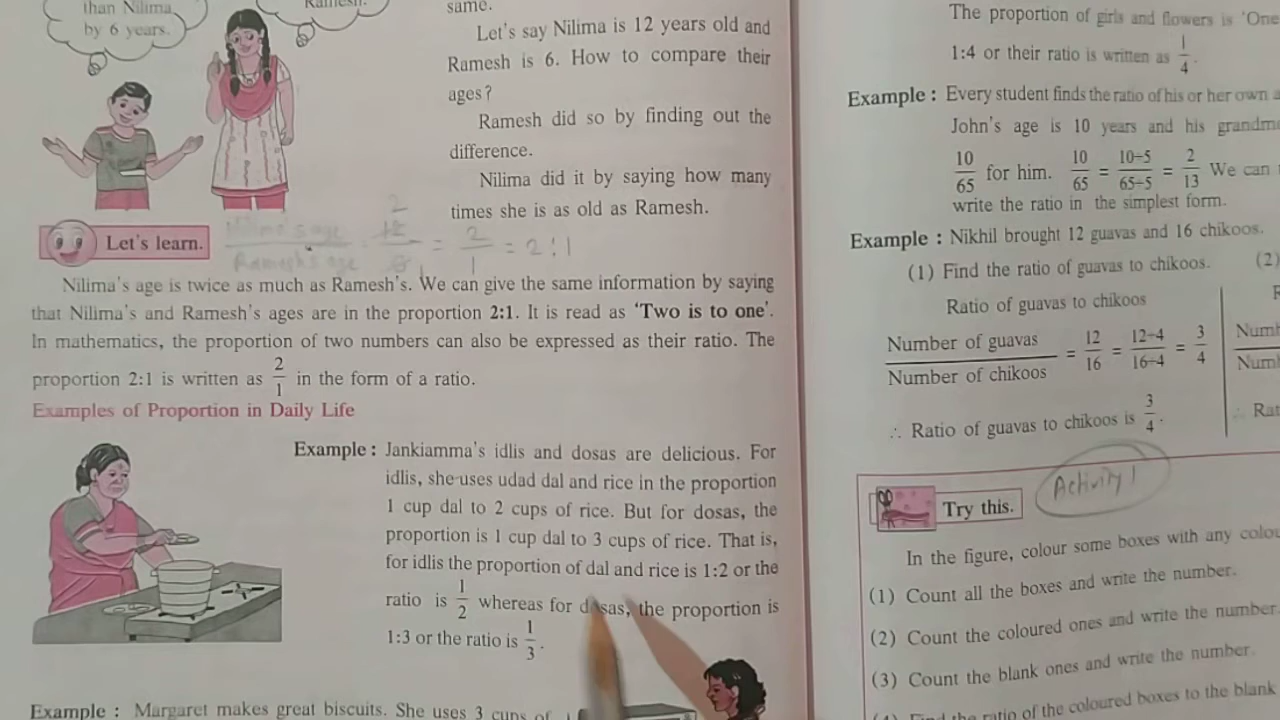 than Nilima
by 6 years.
Ramesh.
same.
Let's say Nilima is 12 years old and
Ramesh is 6. How to compare their
ages?
Ramesh did so by finding out the
difference.
Nilima did it by saying how many
times she is as old as Ramesh.
Let's learn.
Nilima's age / Ramesh's age 12/6 = 2/1 = 2:1
Nilima's age is twice as much as Ramesh's. We can give the same information by saying
that Nilima's and Ramesh's ages are in the proportion 2:1. It is read as 'Two is to one'.
In mathematics, the proportion of two numbers can also be expressed as their ratio. The
proportion 2:1 is written as 2/1 in the form of a ratio.
Examples of Proportion in Daily Life
Example : Jankiamma's idlis and dosas are delicious. For
idlis, she uses udad dal and rice in the proportion
1 cup dal to 2 cups of rice. But for dosas, the
proportion is 1 cup dal to 3 cups of rice. That is,
for idlis the proportion of dal and rice is 1:2 or the
ratio is 1/2 whereas for dosas, the proportion is
1:3 or the ratio is 1/3.
Example : Margaret makes great biscuits. She uses 3 cups of
The proportion of girls and flowers is 'One
1:4 or their ratio is written as 1/4.
Example : Every student finds the ratio of his or her own
John's age is 10 years and his
10/65 for him. 10/65 = 10÷5/65÷5 = 2/13 We can
write the ratio in the simplest form.
Example : Nikhil brought 12 guavas and 16 chikoos.
(1) Find the ratio of guavas to chikoos. (2)
Ratio of guavas to chikoos
Number of guavas / Number of chikoos = 12/16 = 12÷4/16÷4 = 3/4
∴ Ratio of guavas to chikoos is 3/4.
Activity 1
Try this.
In the figure, colour some boxes with any
(1) Count all the boxes and write the number.
(2) Count the coloured ones and write the number
(3) Count the blank ones and write the number.
Find the ratio of the coloured boxes to the blank